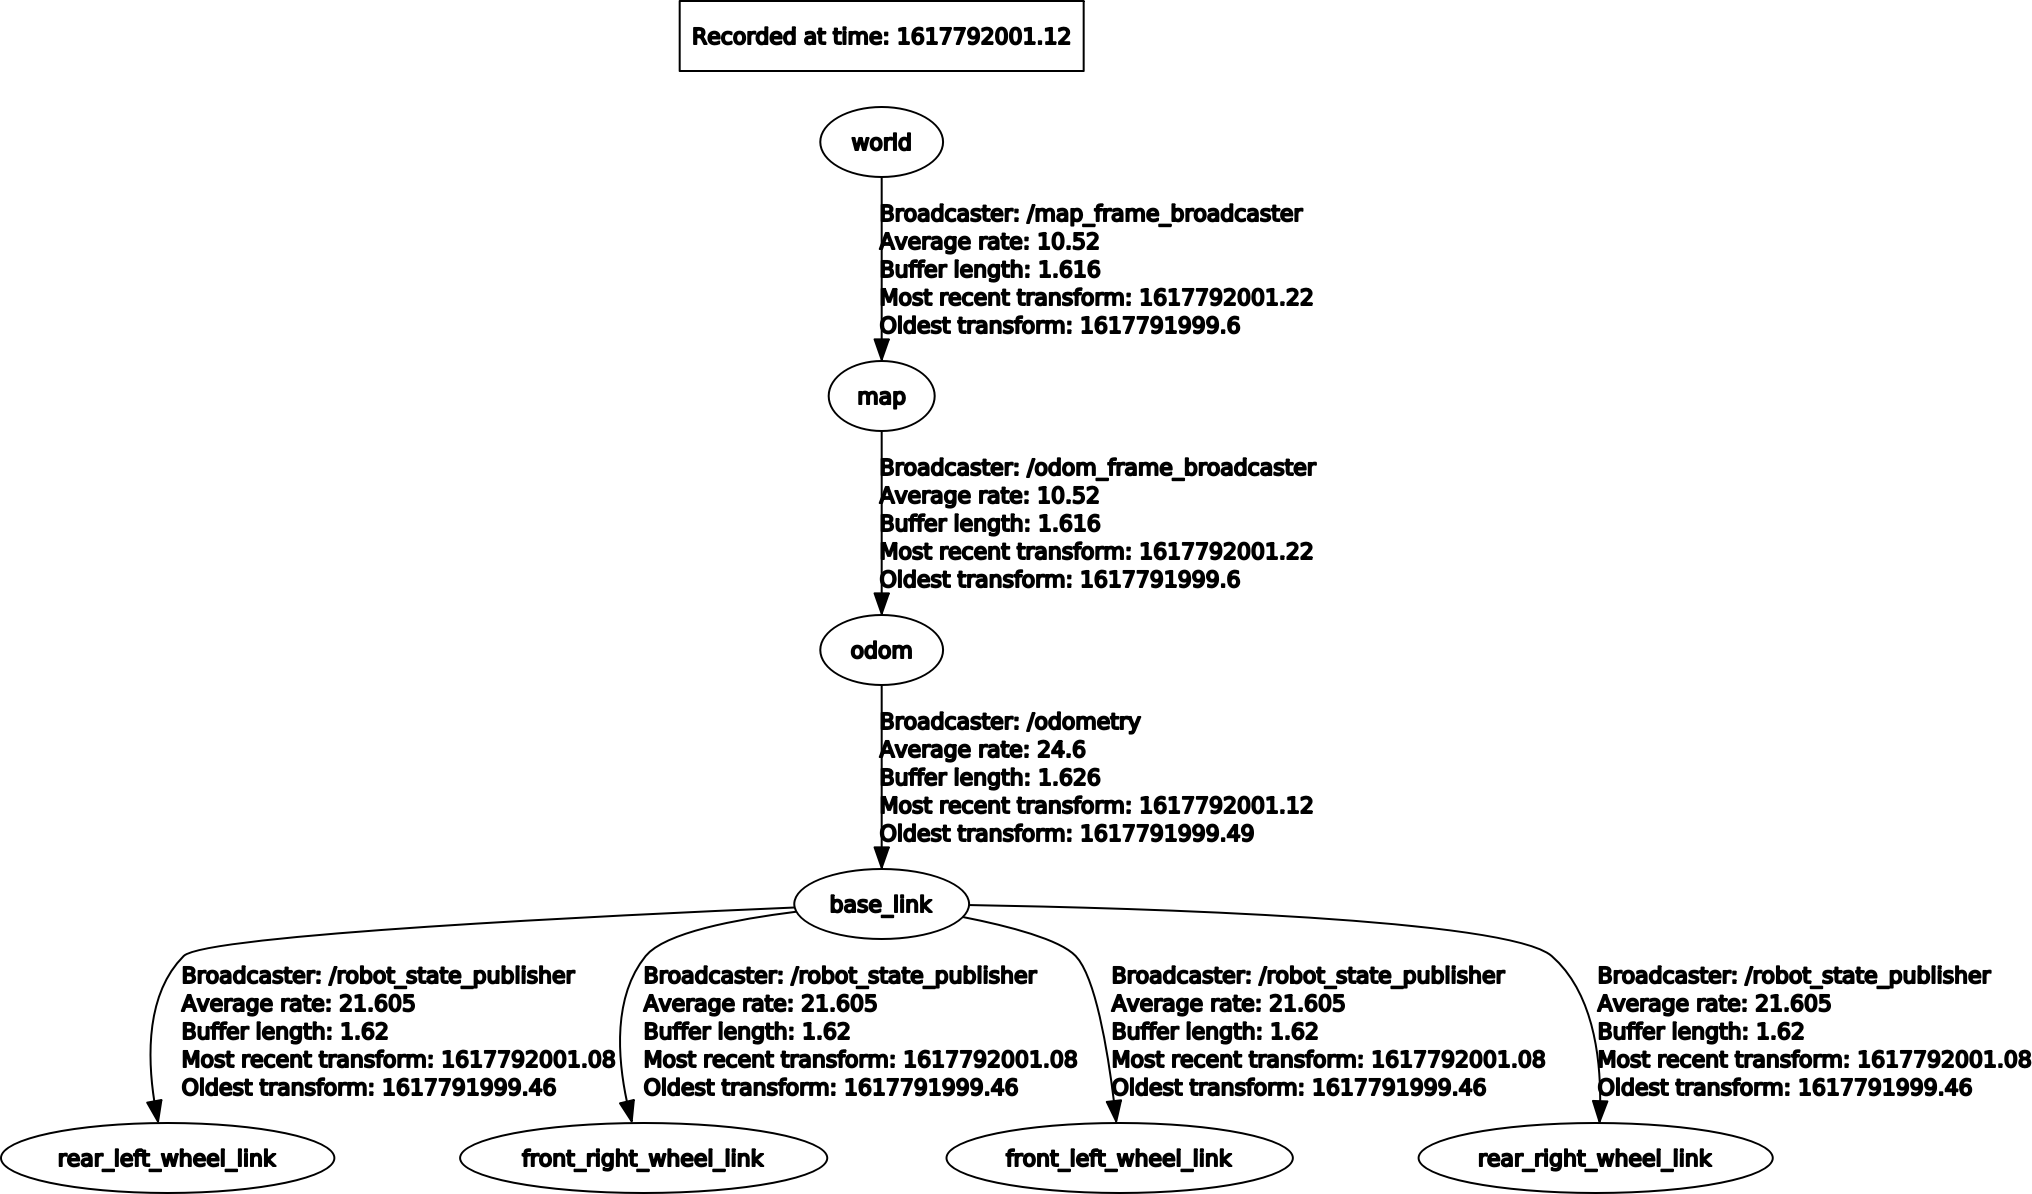 Recorded at time: 1617792001.12
world
Broadcaster: /map_frame_broadcaster
Average rate: 10.52
Buffer length: 1.616
Most recent transform: 1617792001.22
Oldest transform: 1617791999.6
map
Broadcaster: /odom_frame_broadcaster
Average rate: 10.52
Buffer length: 1.616
Most recent transform: 1617792001.22
Oldest transform: 1617791999.6
odom
Broadcaster: /odometry
Average rate: 24.6
Buffer length: 1.626
Most recent transform: 1617792001.12
Oldest transform: 1617791999.49
base_link
Broadcaster: /robot_state_publisher
Average rate: 21.605
Buffer length: 1.62
Most recent transform: 1617792001.08
Oldest transform: 1617791999.46
Broadcaster: /robot_state_publisher
Average rate: 21.605
Buffer length: 1.62
Most recent transform: 1617792001.08
Oldest transform: 1617791999.46
Broadcaster: /robot_state_publisher
Average rate: 21.605
Buffer length: 1.62
Most recent transform: 1617792001.08
Oldest transform: 1617791999.46
Broadcaster: /robot_state_publisher
Average rate: 21.605
Buffer length: 1.62
Most recent transform: 1617792001.08
Oldest transform: 1617791999.46
rear_left_wheel_link
front_right_wheel_link
front_left_wheel_link
rear_right_wheel_link